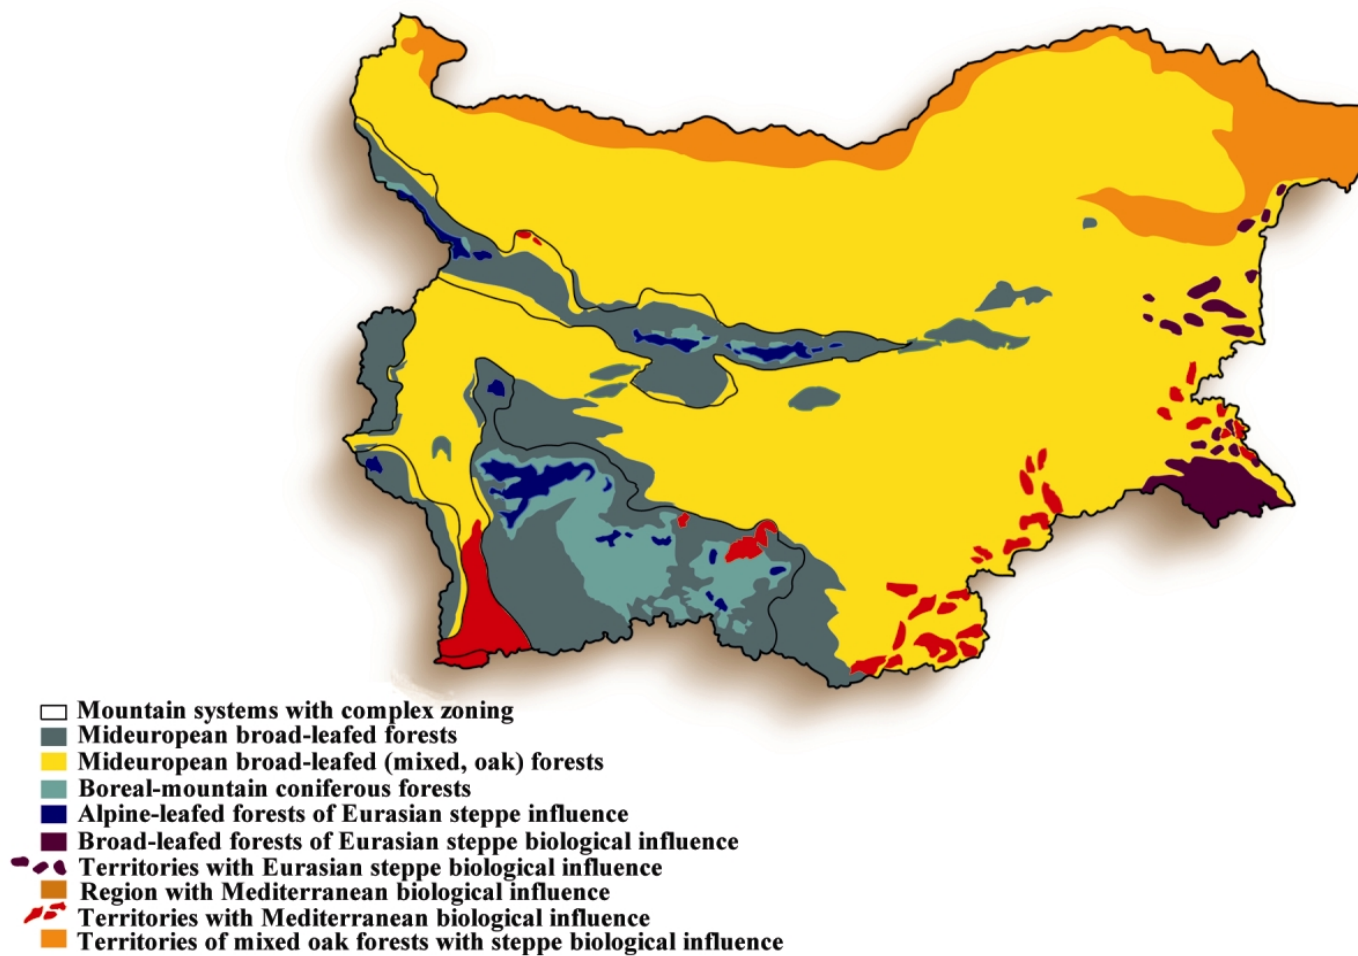 Mountain systems with complex zoning
Mideuropean broad-leafed forests
Mideuropean broad-leafed (mixed, oak) forests
Boreal-mountain coniferous forests
Alpine-leafed forests of Eurasian steppe influence
Broad-leafed forests of Eurasian steppe biological influence
Territories with Eurasian steppe biological influence
Region with Mediterranean biological influence
Territories with Mediterranean biological influence
Territories of mixed oak forests with steppe biological influence